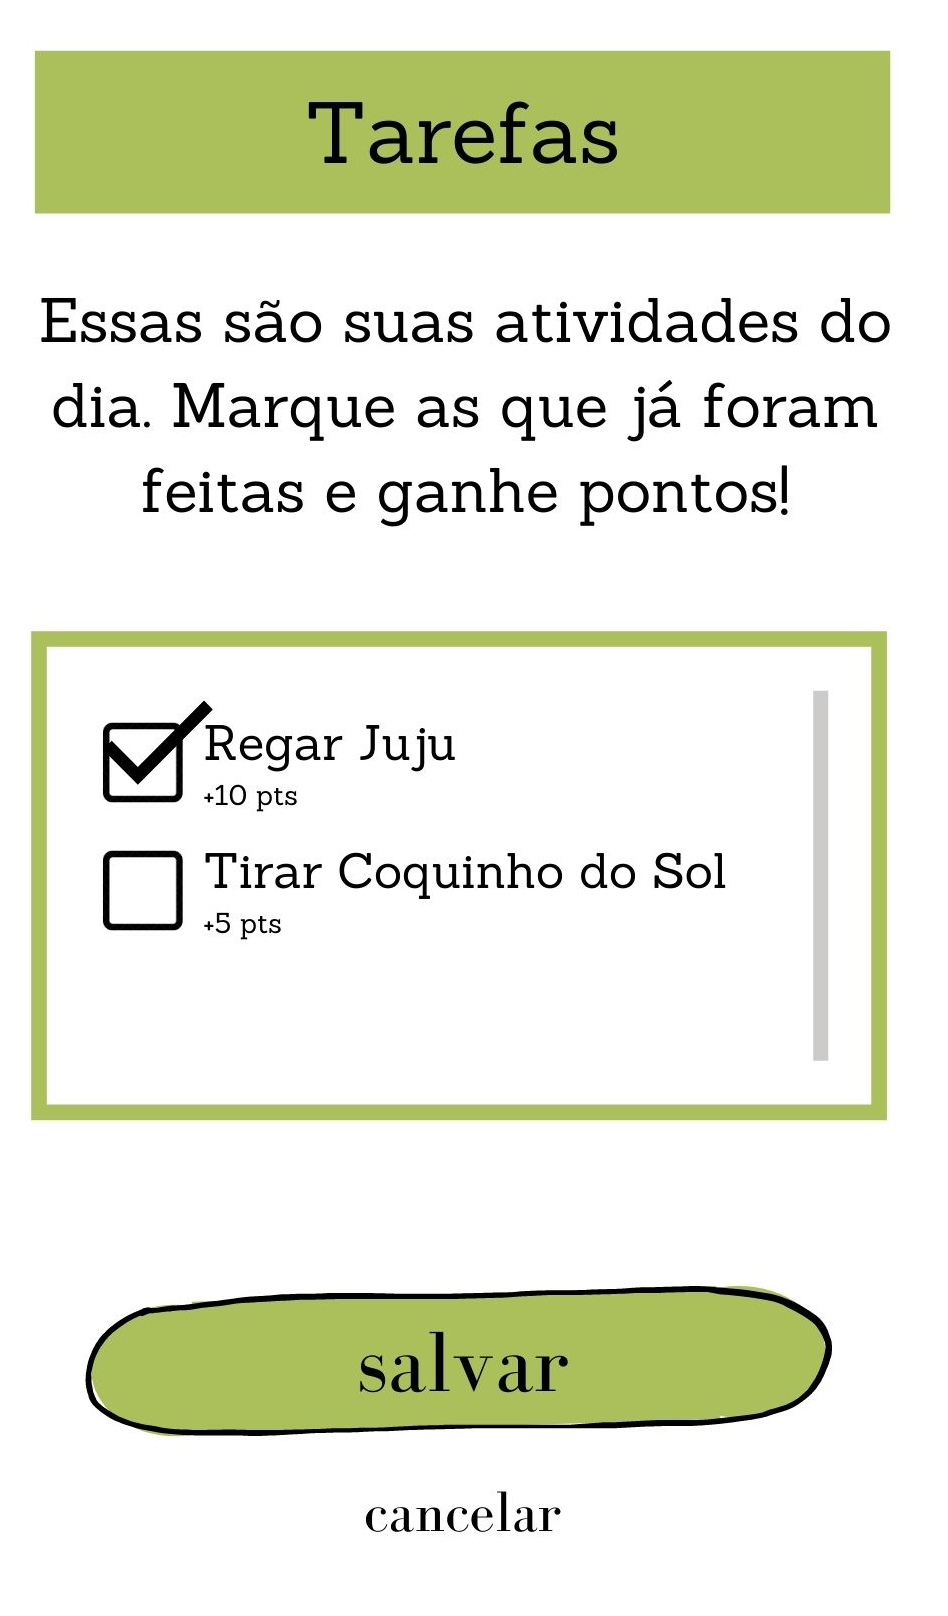 Tarefas
Essas são suas atividades do
dia. Marque as que já foram
feitas e ganhe pontos!
Regar Juju
+10 pts
Tirar Coquinho do Sol
+5 pts
salvar
cancelar